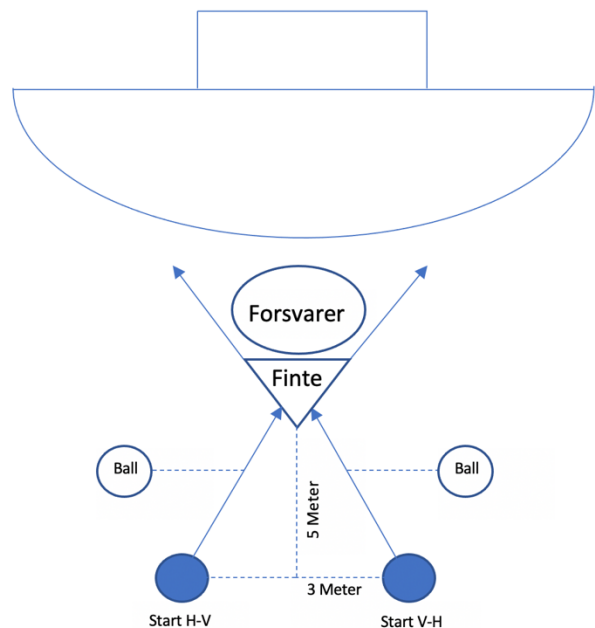 Forsvarer
Finte
Ball
Ball
5 Meter
3 Meter
Start H-V
Start V-H